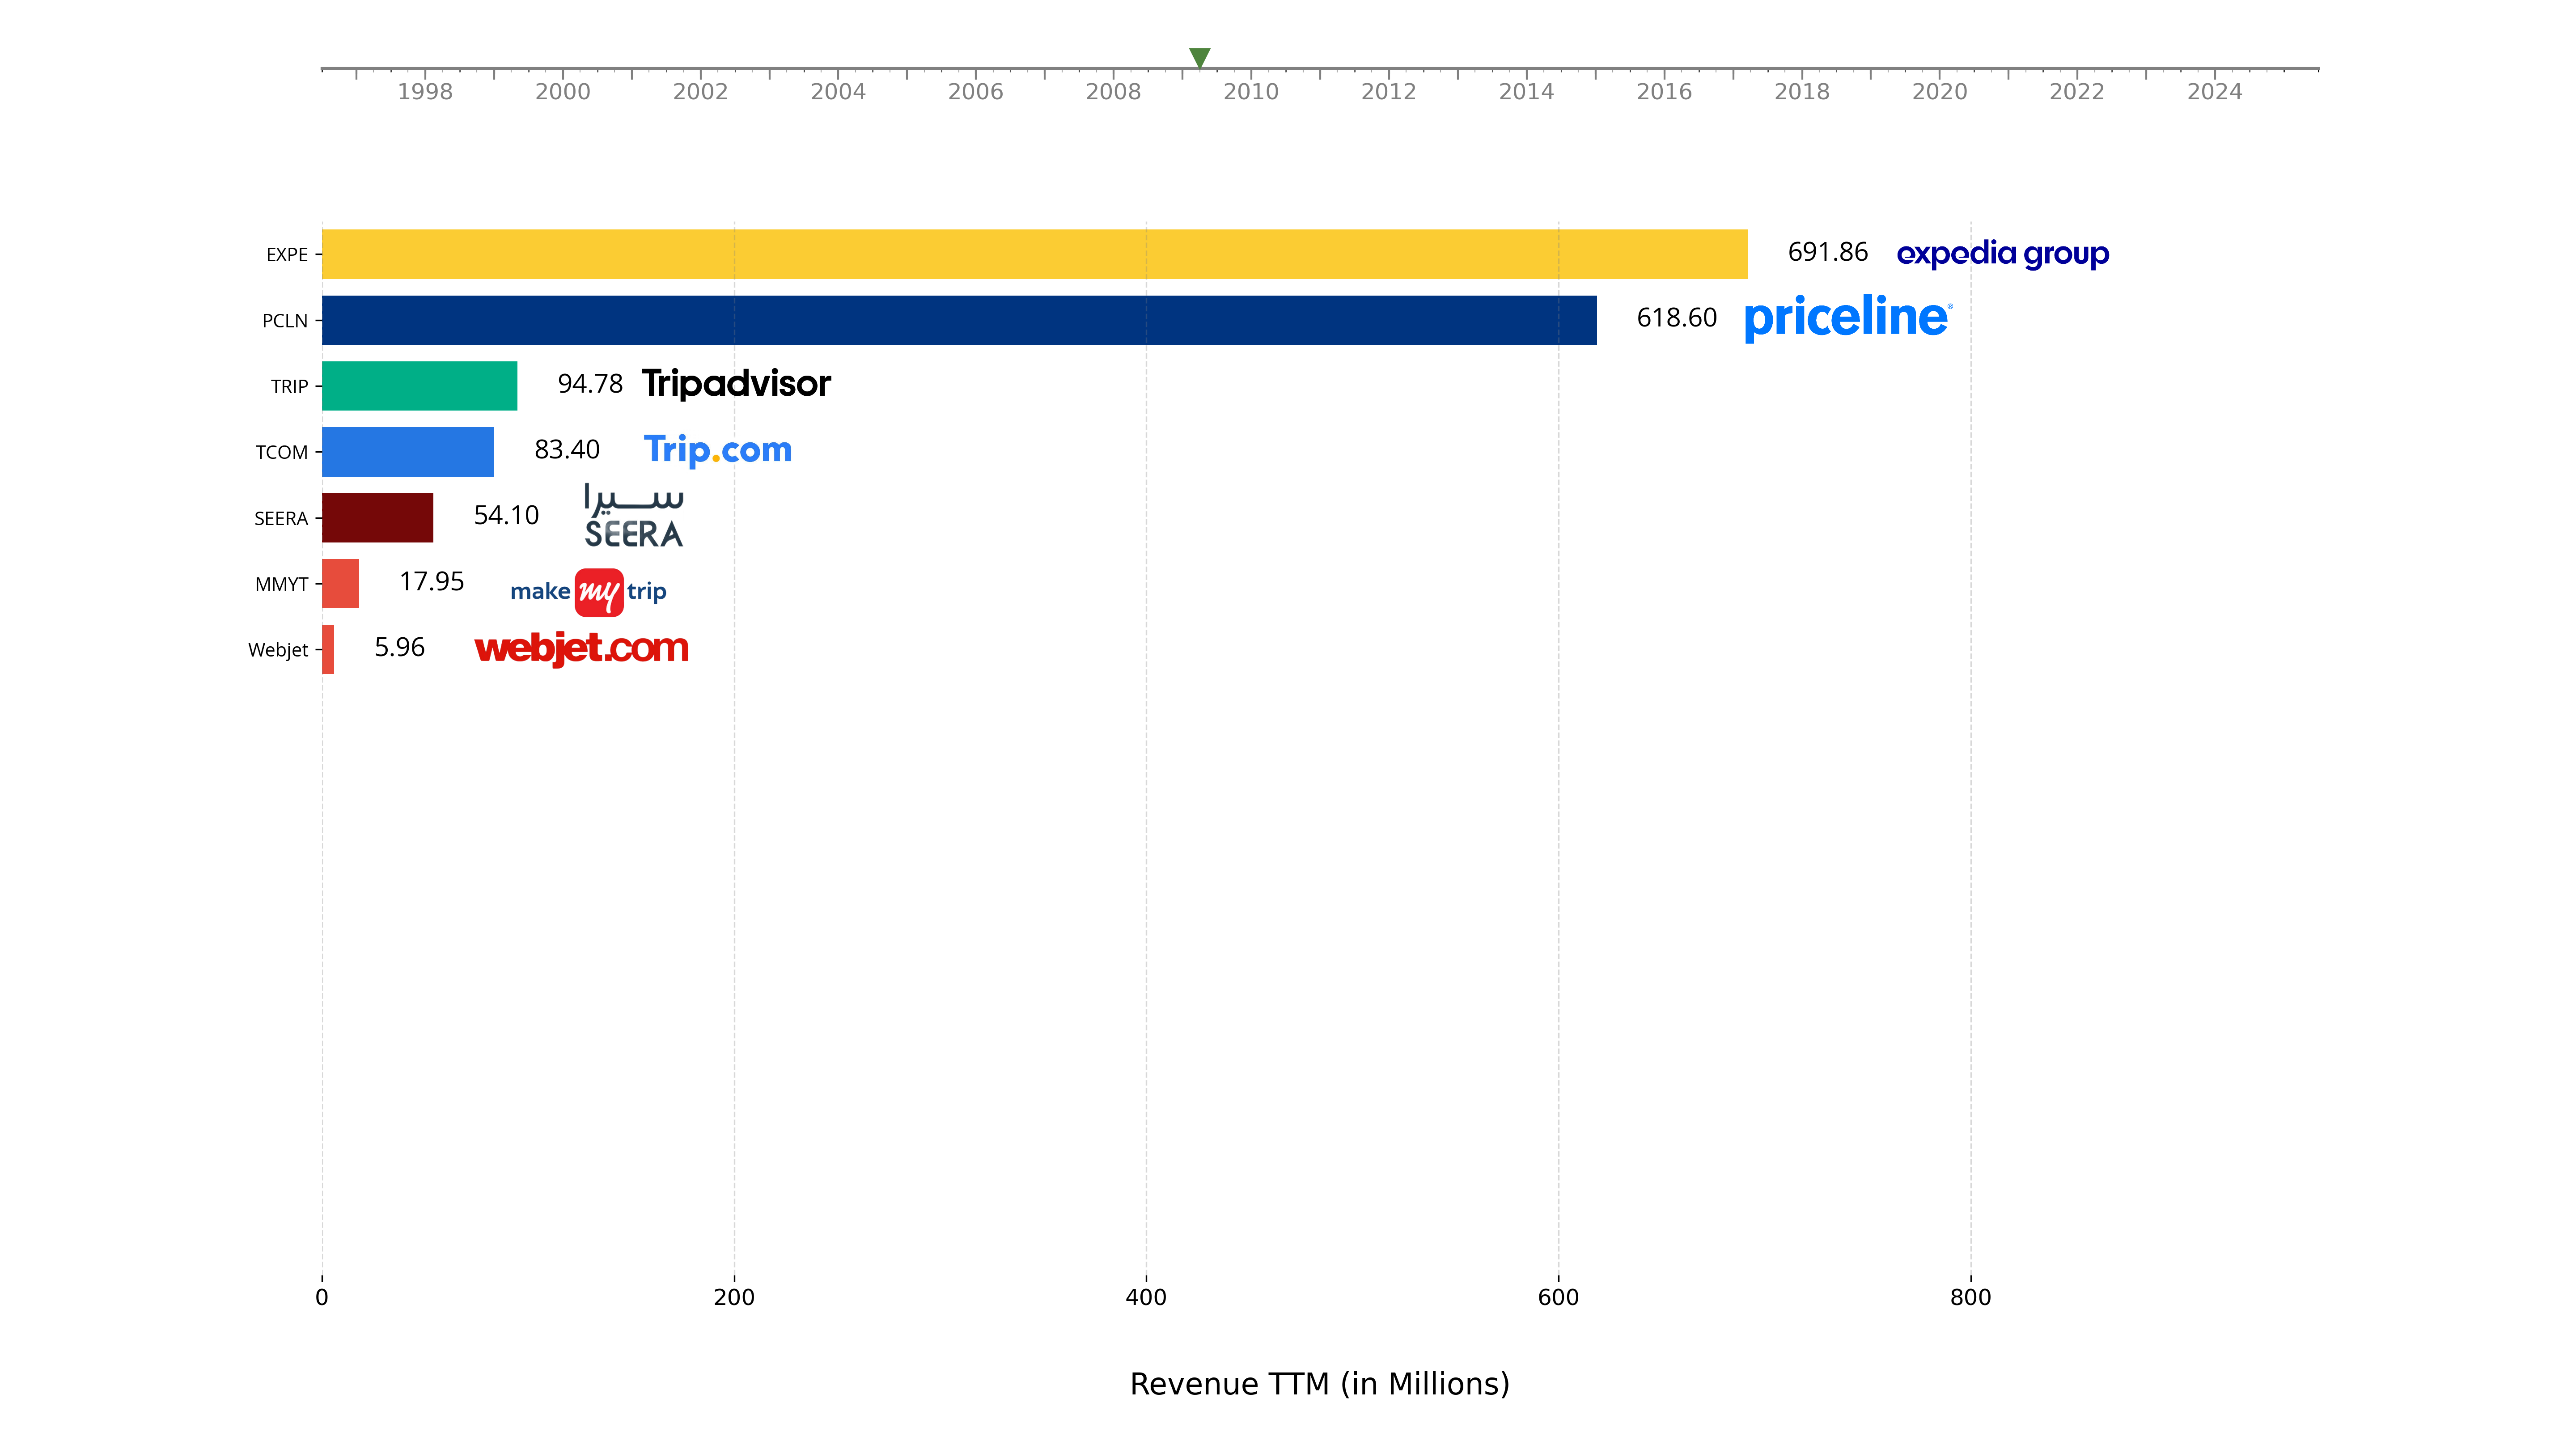 1998 2000 2002 2004 2006 2008 2010 2012 2014 2016 2018 2020 2022 2024
EXPE 691.86 expedia group
PCLN 618.60 priceline®
TRIP 94.78 Tripadvisor
TCOM 83.40 Trip.com
سيرا
SEERA 54.10 SEERA
MMYT 17.95 make my trip
Webjet 5.96 webjet.com
0 200 400 600 800
Revenue TTM (in Millions)